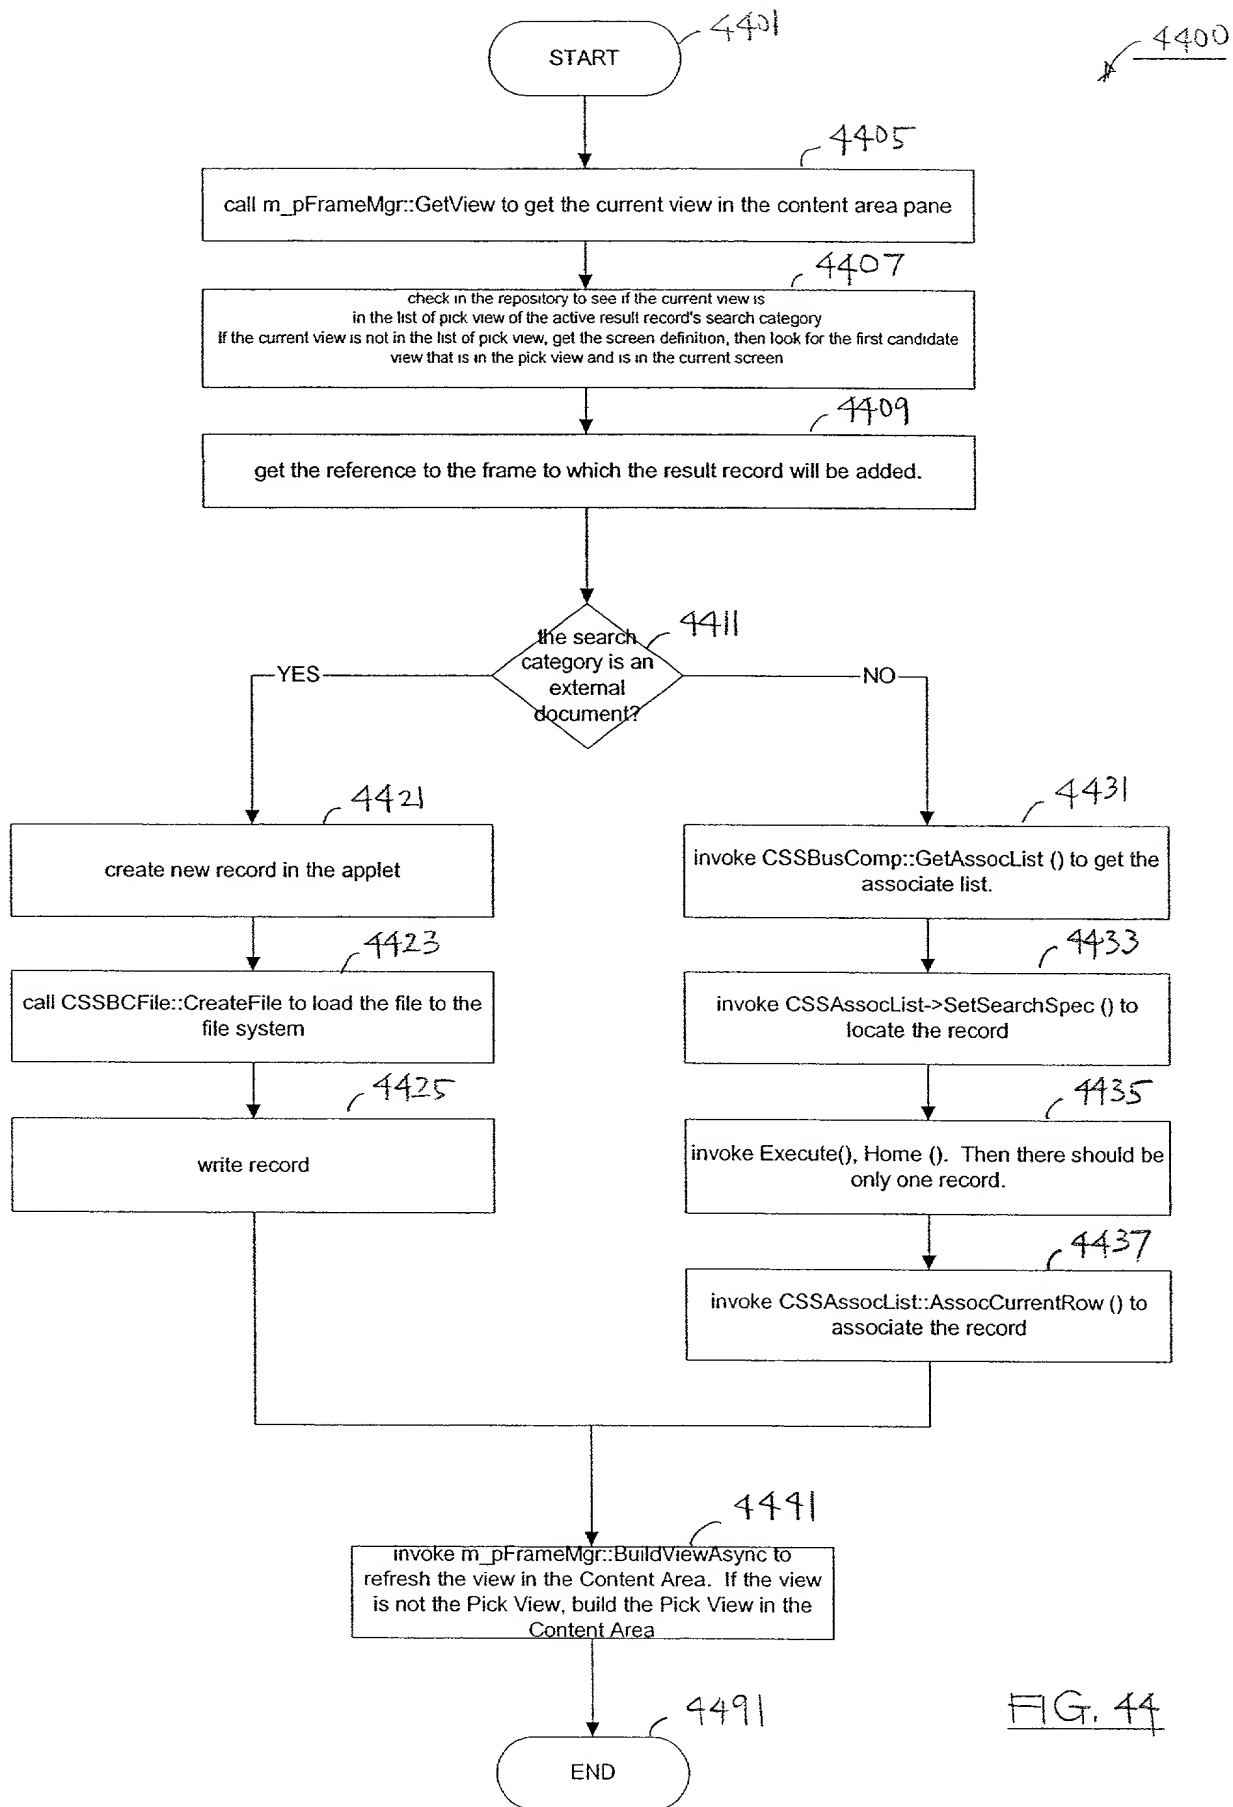 START
4401
4400
4405
call m_pFrameMgr::GetView to get the current view in the content area pane
4407
check in the repository to see if the current view is
in the list of pick view of the active result record's search category
If the current view is not in the list of pick view, get the screen definition, then look for the first candidate
view that is in the pick view and is in the current screen
4409
get the reference to the frame to which the result record will be added.
4411
the search
category is an
external
document?
YES
NO
4421
create new record in the applet
4423
call CSSBCFile::CreateFile to load the file to the
file system
4425
write record
4431
invoke CSSBusComp::GetAssocList () to get the
associate list.
4433
invoke CSSAssocList->SetSearchSpec () to
locate the record
4435
invoke Execute(), Home (). Then there should be
only one record.
4437
invoke CSSAssocList::AssocCurrentRow () to
associate the record
4441
invoke m_pFrameMgr::BuildViewAsync to
refresh the view in the Content Area. If the view
is not the Pick View, build the Pick View in the
Content Area
4491
END
FIG. 44